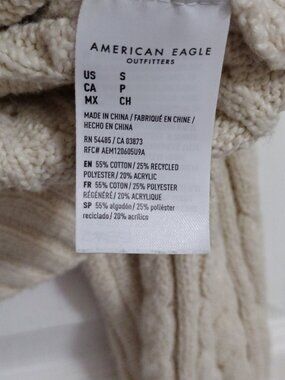 AMERICAN EAGLE
OUTFITTERS
US S
CA P
MX CH
MADE IN CHINA / FABRIQUÉ EN CHINE /
HECHO EN CHINA
RN 54485 / CA 03873
RFC# AEM120605U9A
EN 55% COTTON / 25% RECYCLED
POLYESTER / 20% ACRYLIC
FR 55% COTON / 25% POLYESTER
RÉGÉNÉRÉ / 20% ACRYLIQUE
SP 55% algodón / 25% poliéster
reciclado / 20% acrílico